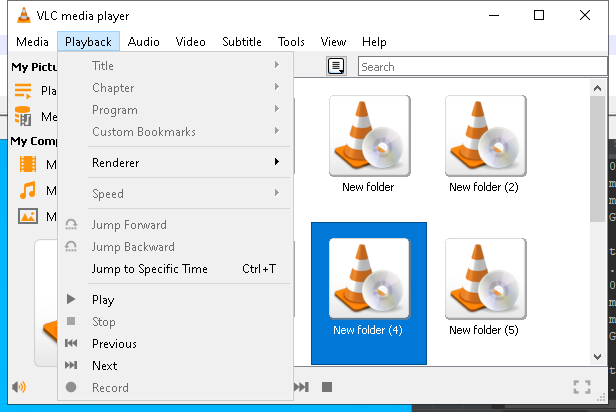 VLC media player
Media Playback Audio Video Subtitle Tools View Help
My Pictu
Search
Pla
Me
My Comp
M
M
M
Title
Chapter
Program
Custom Bookmarks
Renderer
Speed
Jump Forward
Jump Backward
Jump to Specific Time Ctrl+T
Play
Stop
Previous
Next
Record
New folder
New folder (2)
New folder (4)
New folder (5)